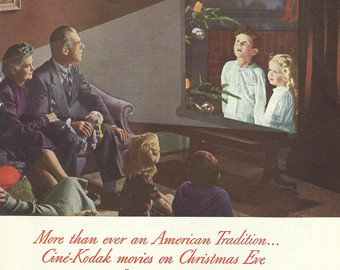 More than ever an American Tradition...
Ciné-Kodak movies on Christmas Eve